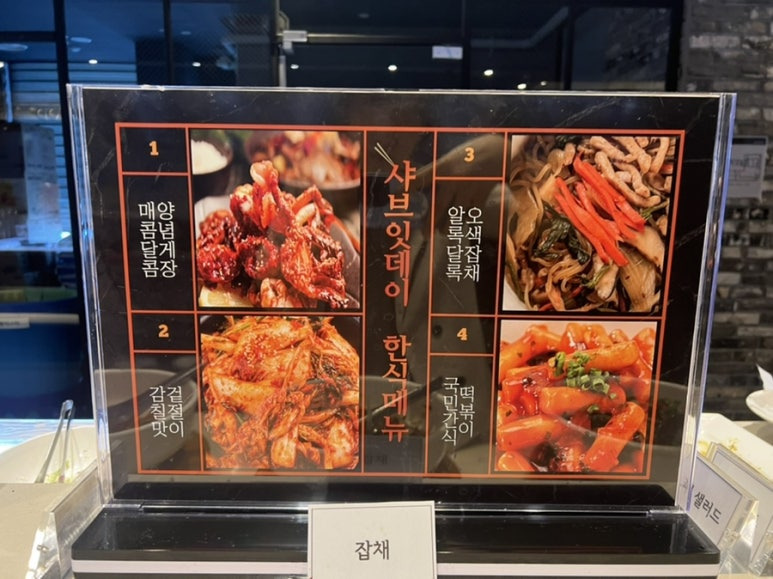 1
매콤달콤
양념게장
2
감칠맛
겉절이
샤브잇데이 한식메뉴
3
알록달록
오색잡채
4
국민간식
떡볶이
잡채
샐러드